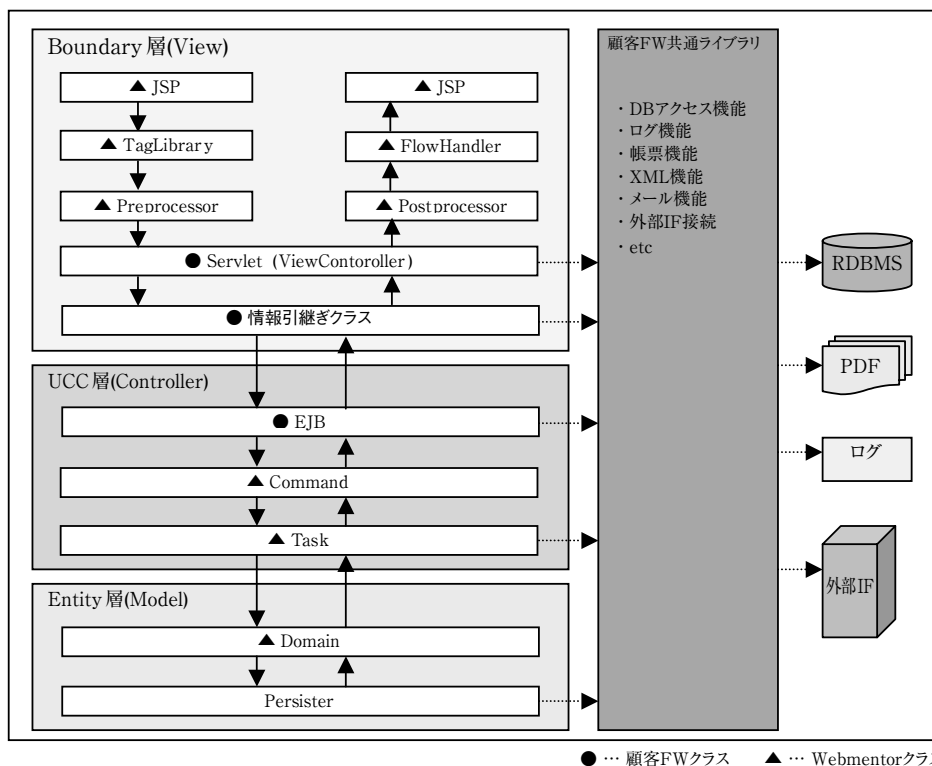 Boundary 層(View)
▲ JSP
▲ JSP
▲ TagLibrary
▲ FlowHandler
▲ Preprocessor
▲ Postprocessor
● Servlet (ViewContoroller)
● 情報引継ぎクラス
UCC 層(Controller)
● EJB
▲ Command
▲ Task
Entity 層(Model)
▲ Domain
Persister
顧客FW共通ライブラリ
・DBアクセス機能
・ログ機能
・帳票機能
・XML機能
・メール機能
・外部IF接続
・etc
RDBMS
PDF
ログ
外部IF
● … 顧客FWクラス ▲ … Webmentorクラス